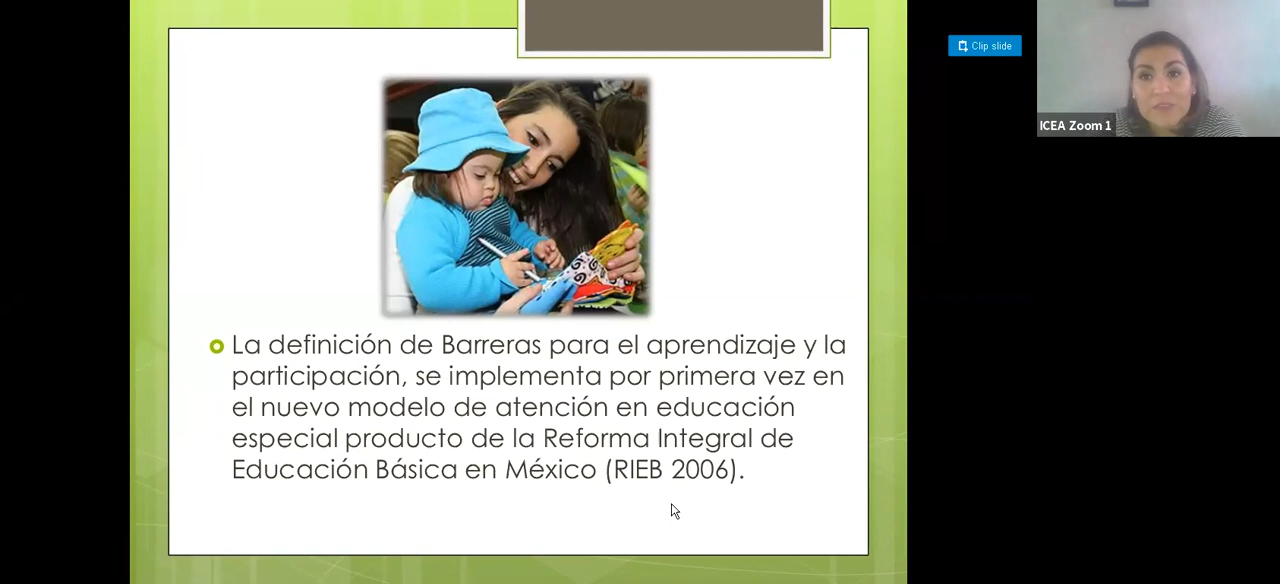 Clip slide
ICEA Zoom 1
La definición de Barreras para el aprendizaje y la
participación, se implementa por primera vez en
el nuevo modelo de atención en educación
especial producto de la Reforma Integral de
Educación Básica en México (RIEB 2006).